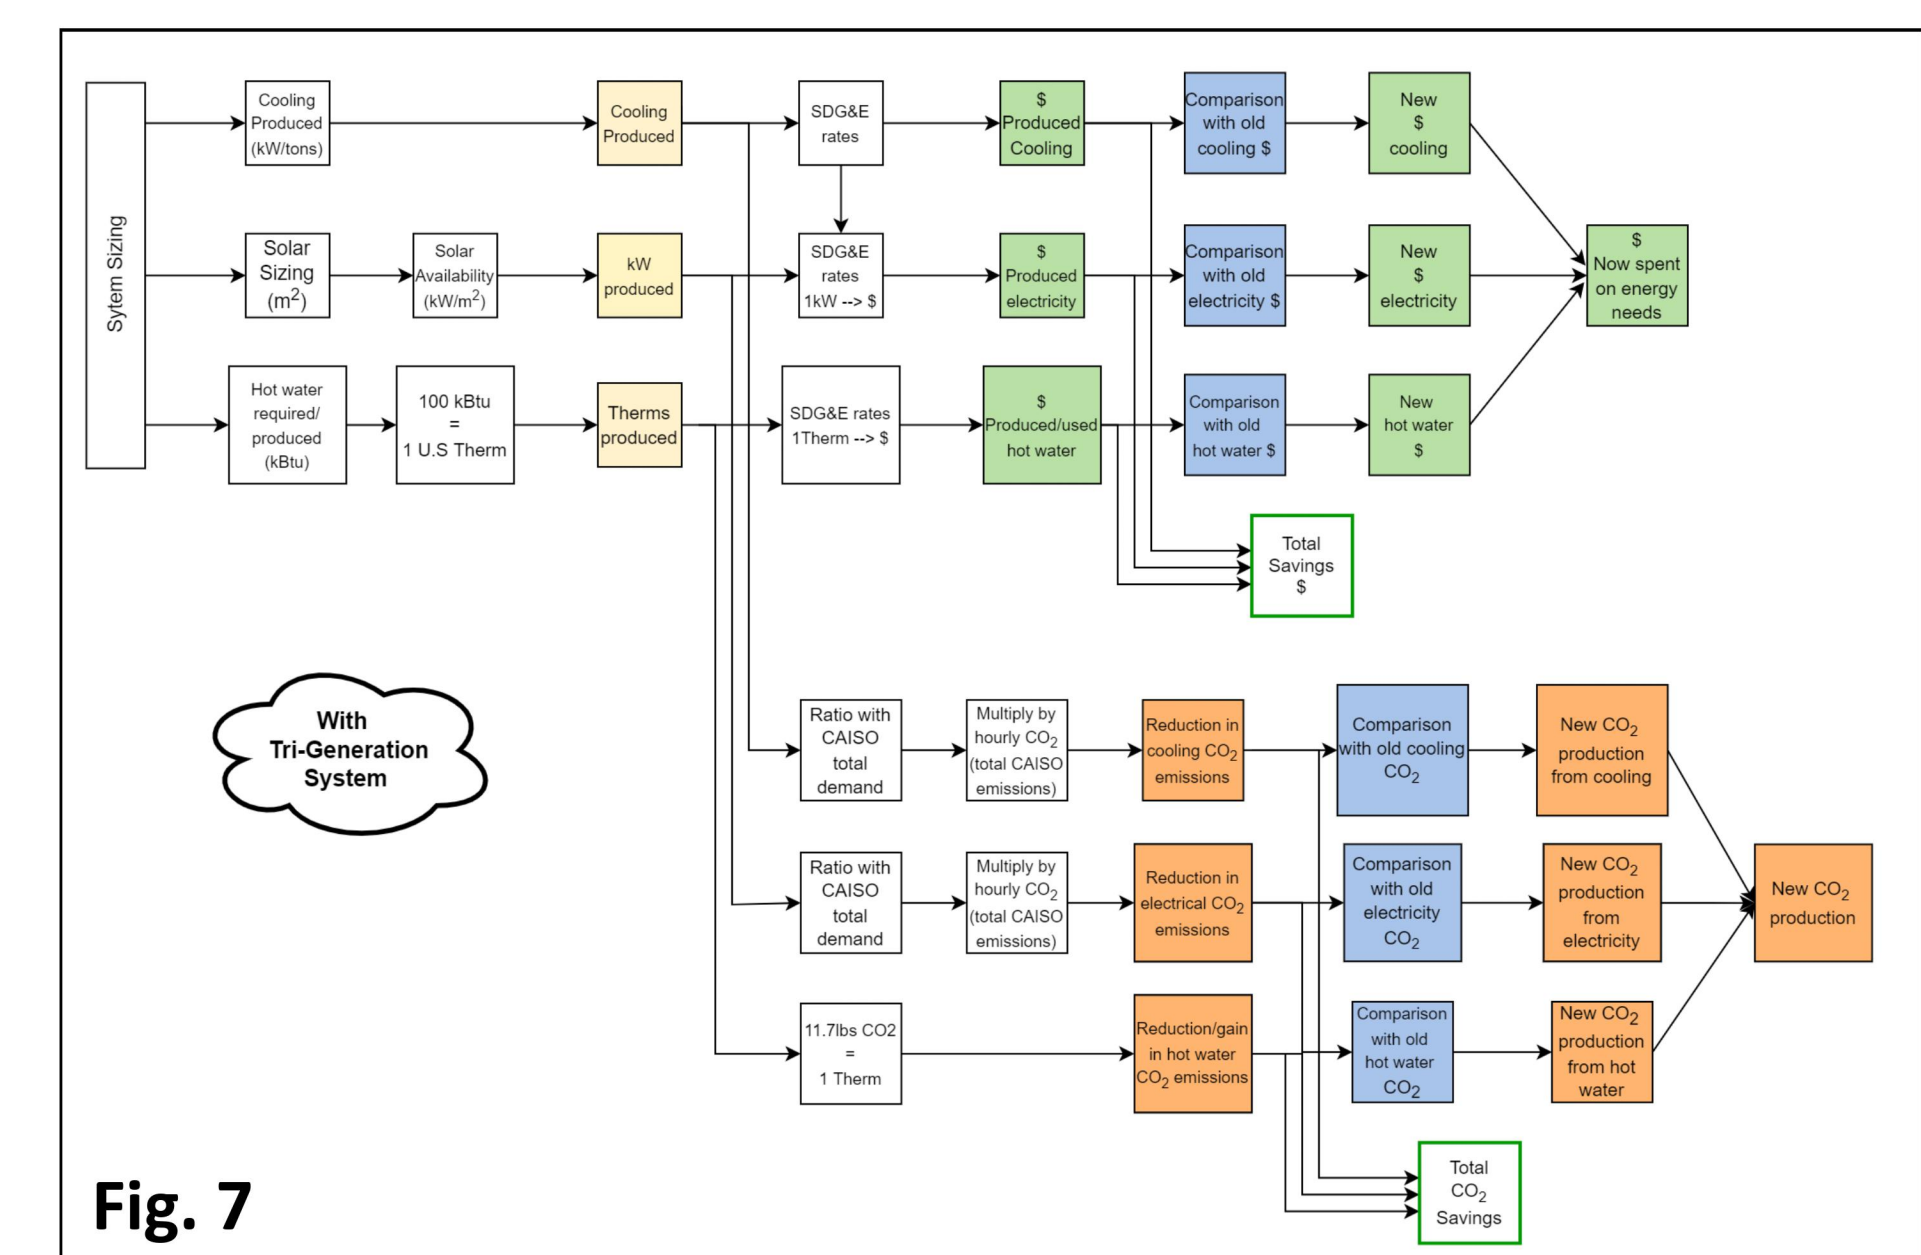 Sytem Sizing
Cooling
Produced
(kW/tons)
Cooling
Produced
SDG&E
rates
$
Produced
Cooling
Comparison
with old
cooling $
New
$
cooling
Solar
Sizing
(m²)
Solar
Availability
(kW/m²)
kW
produced
SDG&E
rates
1kW --> $
$
Produced
electricity
Comparison
with old
electricity $
New
$
electricity
$
Now spent
on energy
needs
Hot water
required/
produced
(kBtu)
100 kBtu
=
1 U.S Therm
Therms
produced
SDG&E rates
1Therm --> $
$
Produced/used
hot water
Comparison
with old
hot water $
New
hot water
$
Total
Savings
$
With
Tri-Generation
System
Ratio with
CAISO
total
demand
Multiply by
hourly CO₂
(total CAISO
emissions)
Reduction in
cooling CO₂
emissions
Comparison
with old cooling
CO₂
New CO₂
production
from cooling
Ratio with
CAISO
total
demand
Multiply by
hourly CO₂
(total CAISO
emissions)
Reduction in
electrical CO₂
emissions
Comparison
with old
electricity
CO₂
New CO₂
production
from
electricity
New CO₂
production
11.7lbs CO2
=
1 Therm
Reduction/gain
in hot water
CO₂ emissions
Comparison
with old
hot water
CO₂
New CO₂
production
from hot
water
Total
CO₂
Savings
Fig. 7